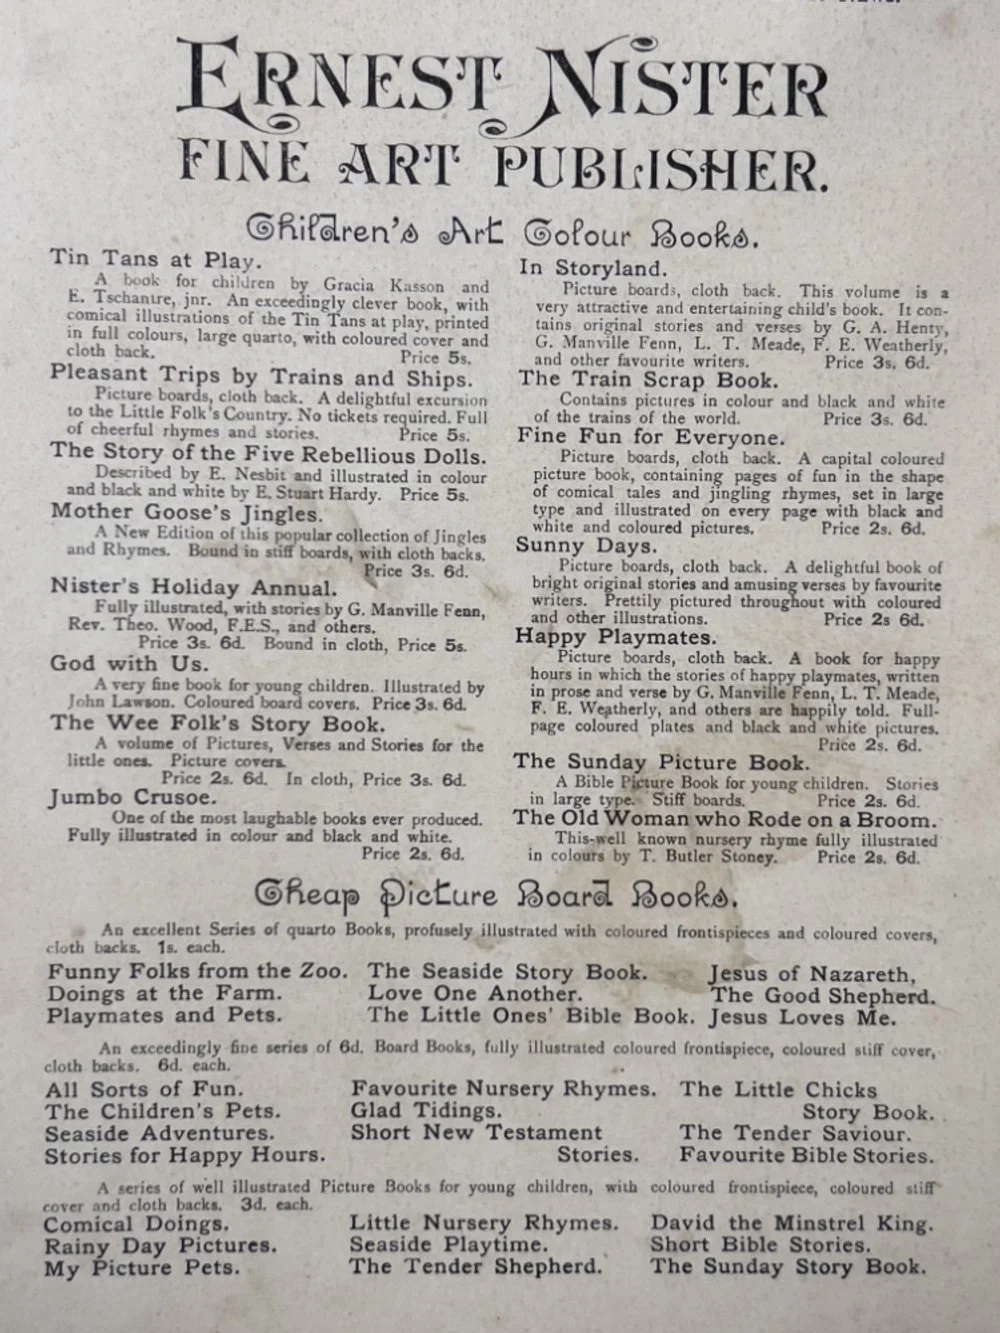 ERNEST NISTER
FINE ART PUBLISHER.
Children's Art Colour Books.
Tin Tans at Play.
A book for children by Gracia Kasson and
E. Tschantre, jnr. An exceedingly clever book, with
comical illustrations of the Tin Tans at play, printed
in full colours, large quarto, with coloured cover and
cloth back. Price 5s.
Pleasant Trips by Trains and Ships.
Picture boards, cloth back. A delightful excursion
to the Little Folk's Country. No tickets required. Full
of cheerful rhymes and stories. Price 5s.
The Story of the Five Rebellious Dolls.
Described by E. Nesbit and illustrated in colour
and black and white by E. Stuart Hardy. Price 5s.
Mother Goose's Jingles.
A New Edition of this popular collection of Jingles
and Rhymes. Bound in stiff boards, with cloth backs.
Price 3s. 6d.
Nister's Holiday Annual.
Fully illustrated, with stories by G. Manville Fenn,
Rev. Theo. Wood, F.E.S., and others.
Price 3s. 6d. Bound in cloth, Price 5s.
God with Us.
A very fine book for young children. Illustrated by
John Lawson. Coloured board covers. Price 3s. 6d.
The Wee Folk's Story Book.
A volume of Pictures, Verses and Stories for the
little ones. Picture covers.
Price 2s. 6d. In cloth, Price 3s. 6d.
Jumbo Crusoe.
One of the most laughable books ever produced.
Fully illustrated in colour and black and white.
Price 2s. 6d.
In Storyland.
Picture boards, cloth back. This volume is a
very attractive and entertaining child's book. It con-
tains original stories and verses by G. A. Henty,
G. Manville Fenn, L. T. Meade, F. E. Weatherly,
and other favourite writers. Price 3s. 6d.
The Train Scrap Book.
Contains pictures in colour and black and white
of the trains of the world. Price 3s. 6d.
Fine Fun for Everyone.
Picture boards, cloth back. A capital coloured
picture book, containing pages of fun in the shape
of comical tales and jingling rhymes, set in large
type and illustrated on every page with black and
white and coloured pictures. Price 2s. 6d.
Sunny Days.
Picture boards, cloth back. A delightful book of
bright original stories and amusing verses by favourite
writers. Prettily pictured throughout with coloured
and other illustrations. Price 2s 6d.
Happy Playmates.
Picture boards, cloth back. A book for happy
hours in which the stories of happy playmates, written
in prose and verse by G. Manville Fenn, L. T. Meade,
F. E. Weatherly, and others are happily told. Full-
page coloured plates and black and white pictures.
Price 2s. 6d.
The Sunday Picture Book.
A Bible Picture Book for young children. Stories
in large type. Stiff boards. Price 2s. 6d.
The Old Woman who Rode on a Broom.
This-well known nursery rhyme fully illustrated
in colours by T. Butler Stoney. Price 2s. 6d.
Cheap Picture Board Books.
An excellent Series of quarto Books, profusely illustrated with coloured frontispieces and coloured covers,
cloth backs. 1s. each.
Funny Folks from the Zoo. The Seaside Story Book. Jesus of Nazareth,
Doings at the Farm. Love One Another. The Good Shepherd.
Playmates and Pets. The Little Ones' Bible Book. Jesus Loves Me.
An exceedingly fine series of 6d. Board Books, fully illustrated coloured frontispiece, coloured stiff cover,
cloth backs. 6d. each.
All Sorts of Fun. Favourite Nursery Rhymes. The Little Chicks
The Children's Pets. Glad Tidings. Story Book.
Seaside Adventures. Short New Testament The Tender Saviour.
Stories for Happy Hours. Stories. Favourite Bible Stories.
A series of well illustrated Picture Books for young children, with coloured frontispiece, coloured stiff
cover and cloth backs. 3d. each.
Comical Doings. Little Nursery Rhymes. David the Minstrel King.
Rainy Day Pictures. Seaside Playtime. Short Bible Stories.
My Picture Pets. The Tender Shepherd. The Sunday Story Book.